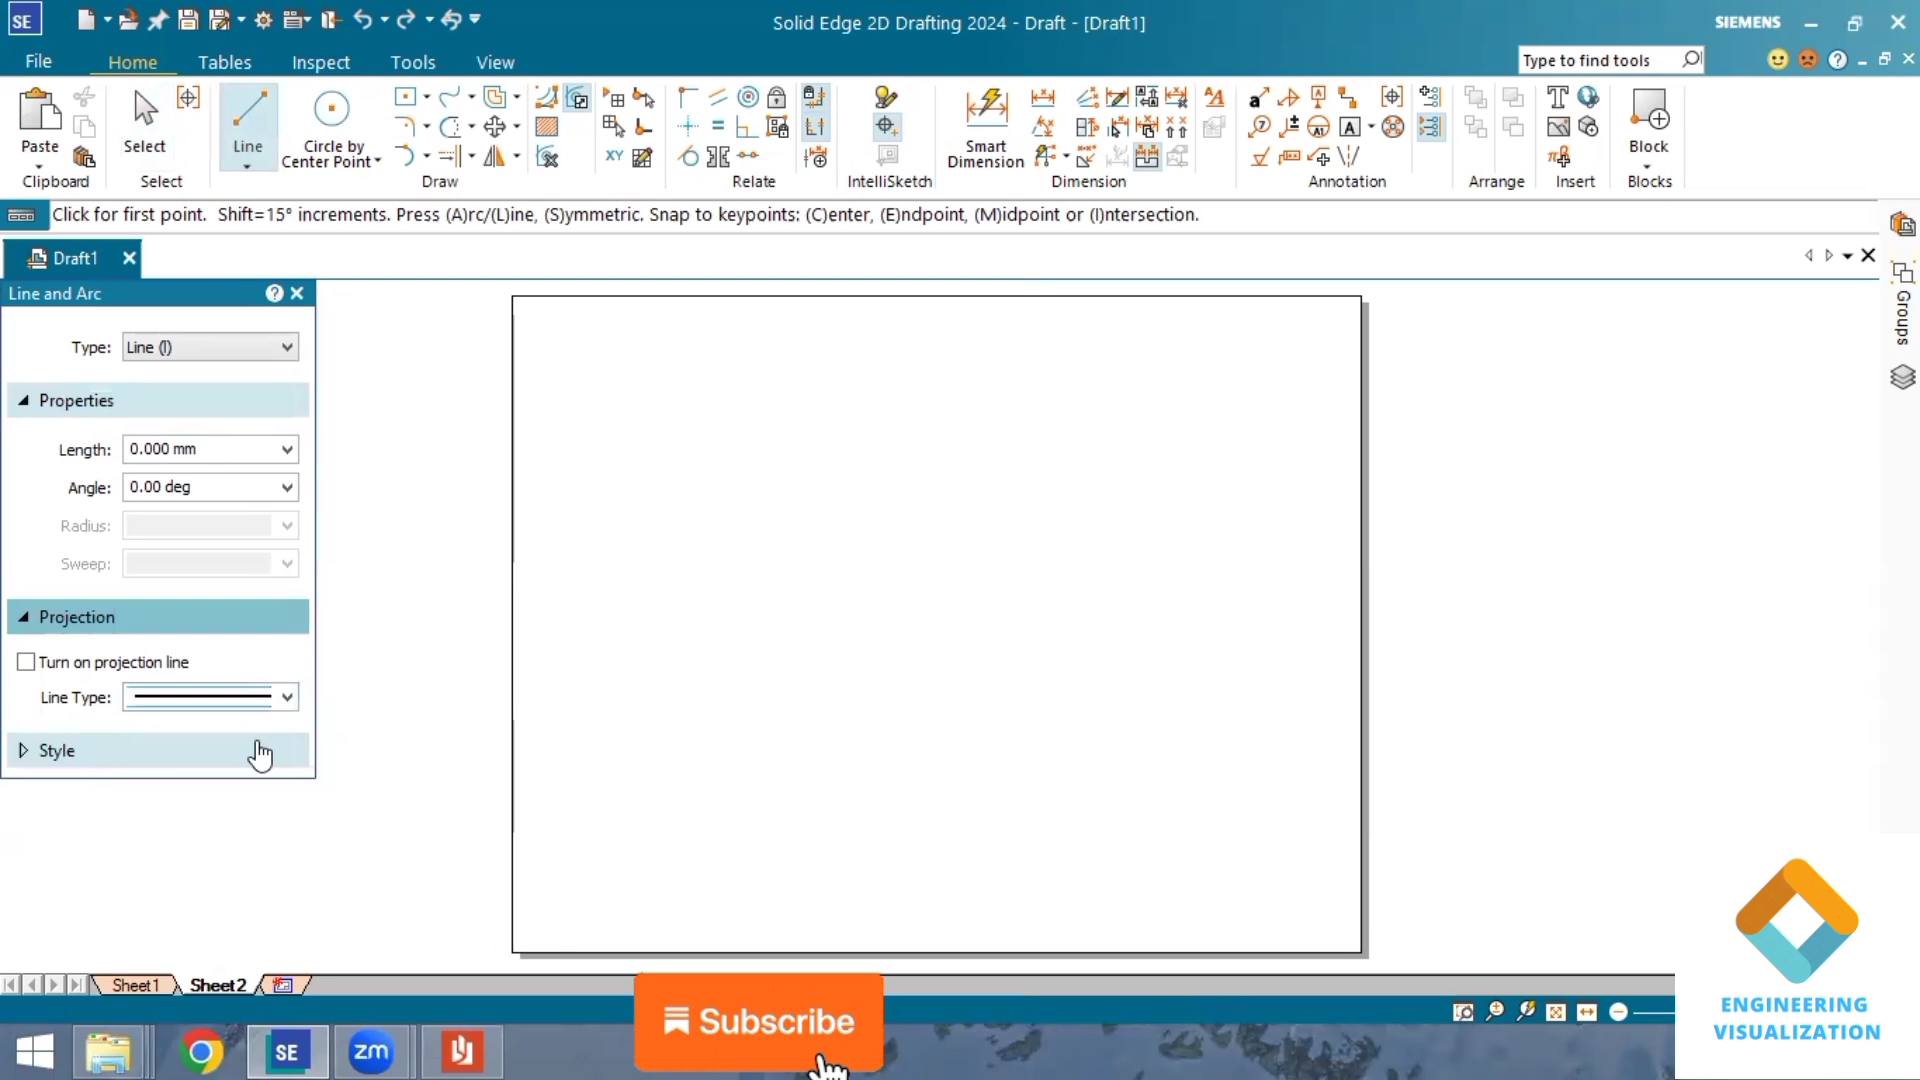 SE
Solid Edge 2D Drafting 2024 - Draft - [Draft1]
SIEMENS
File
Home
Tables
Inspect
Tools
View
Type to find tools
Paste
Select
Line
Circle by
Center Point
XY
Smart
Dimension
Block
Clipboard
Select
Draw
Relate
IntelliSketch
Dimension
Annotation
Arrange
Insert
Blocks
Click for first point.  Shift=15° increments. Press (A)rc/(L)ine, (S)ymmetric. Snap to keypoints: (C)enter, (E)ndpoint, (M)idpoint or (I)ntersection.
Draft1
Groups
Line and Arc
Type: Line (l)
Properties
Length: 0.000 mm
Angle: 0.00 deg
Radius:
Sweep:
Projection
Turn on projection line
Line Type:
Style
Sheet1
Sheet2
Subscribe
SE
zm
ENGINEERING
VISUALIZATION